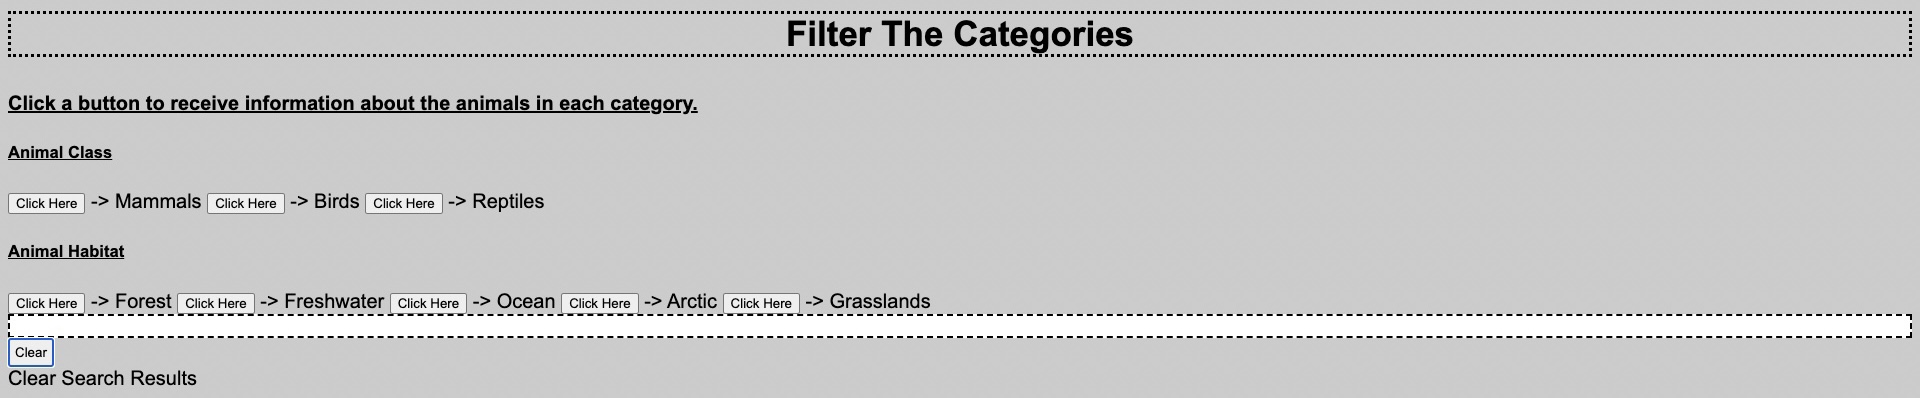 Filter The Categories
Click a button to receive information about the animals in each category.
Animal Class
Click Here -> Mammals Click Here -> Birds Click Here -> Reptiles
Animal Habitat
Click Here -> Forest Click Here -> Freshwater Click Here -> Ocean Click Here -> Arctic Click Here -> Grasslands
Clear
Clear Search Results